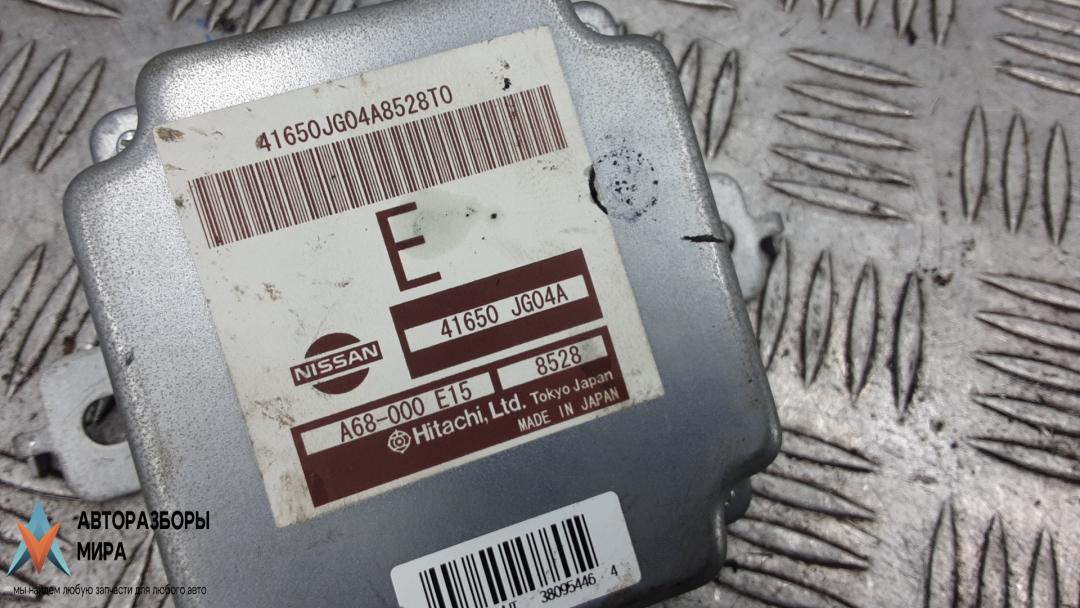 41650JG04A8528T0
E
41650 JG04A
NISSAN
A68-000 E15
8528
Hitachi, Ltd. Tokyo Japan
MADE IN JAPAN
38095446 4
АВТОРАЗБОРЫ
МИРА
мы найдем любую запчасти для любого авто